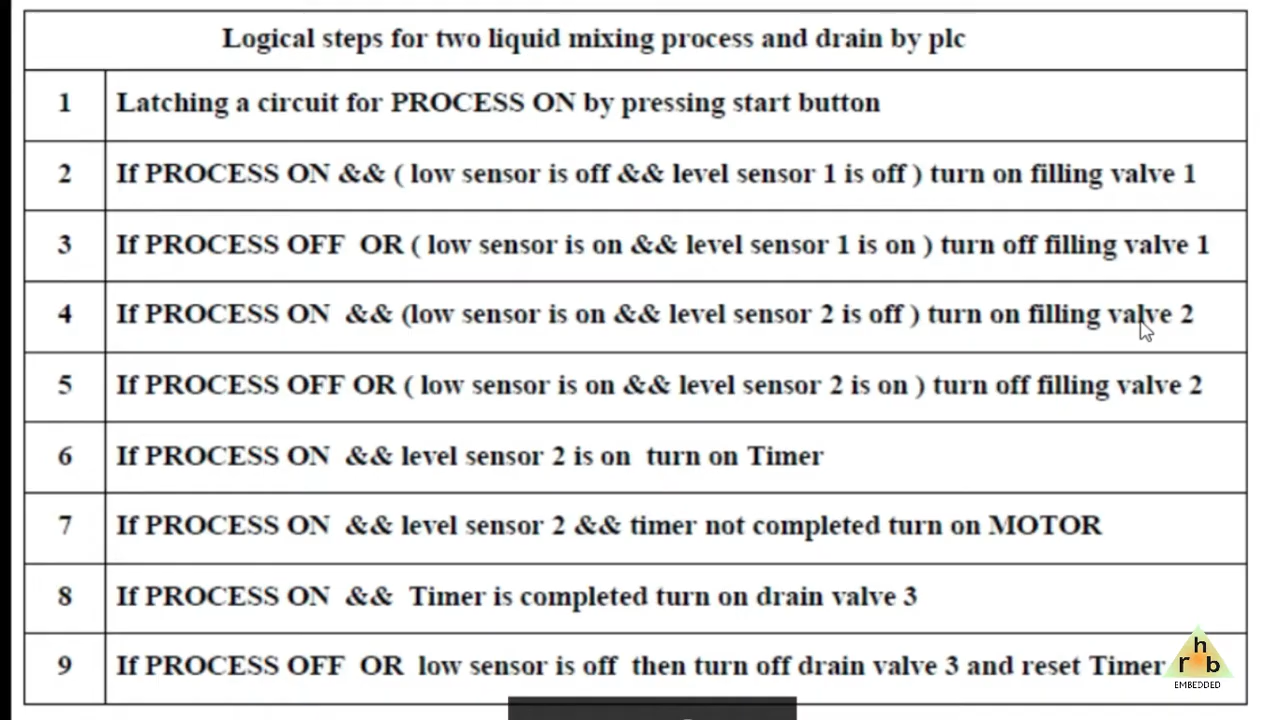 Logical steps for two liquid mixing process and drain by plc
1 Latching a circuit for PROCESS ON by pressing start button
2 If PROCESS ON && ( low sensor is off && level sensor 1 is off ) turn on filling valve 1
3 If PROCESS OFF OR ( low sensor is on && level sensor 1 is on ) turn off filling valve 1
4 If PROCESS ON && (low sensor is on && level sensor 2 is off ) turn on filling valve 2
5 If PROCESS OFF OR ( low sensor is on && level sensor 2 is on ) turn off filling valve 2
6 If PROCESS ON && level sensor 2 is on turn on Timer
7 If PROCESS ON && level sensor 2 && timer not completed turn on MOTOR
8 If PROCESS ON && Timer is completed turn on drain valve 3
9 If PROCESS OFF OR low sensor is off then turn off drain valve 3 and reset Timer
h
r b
EMBEDDED